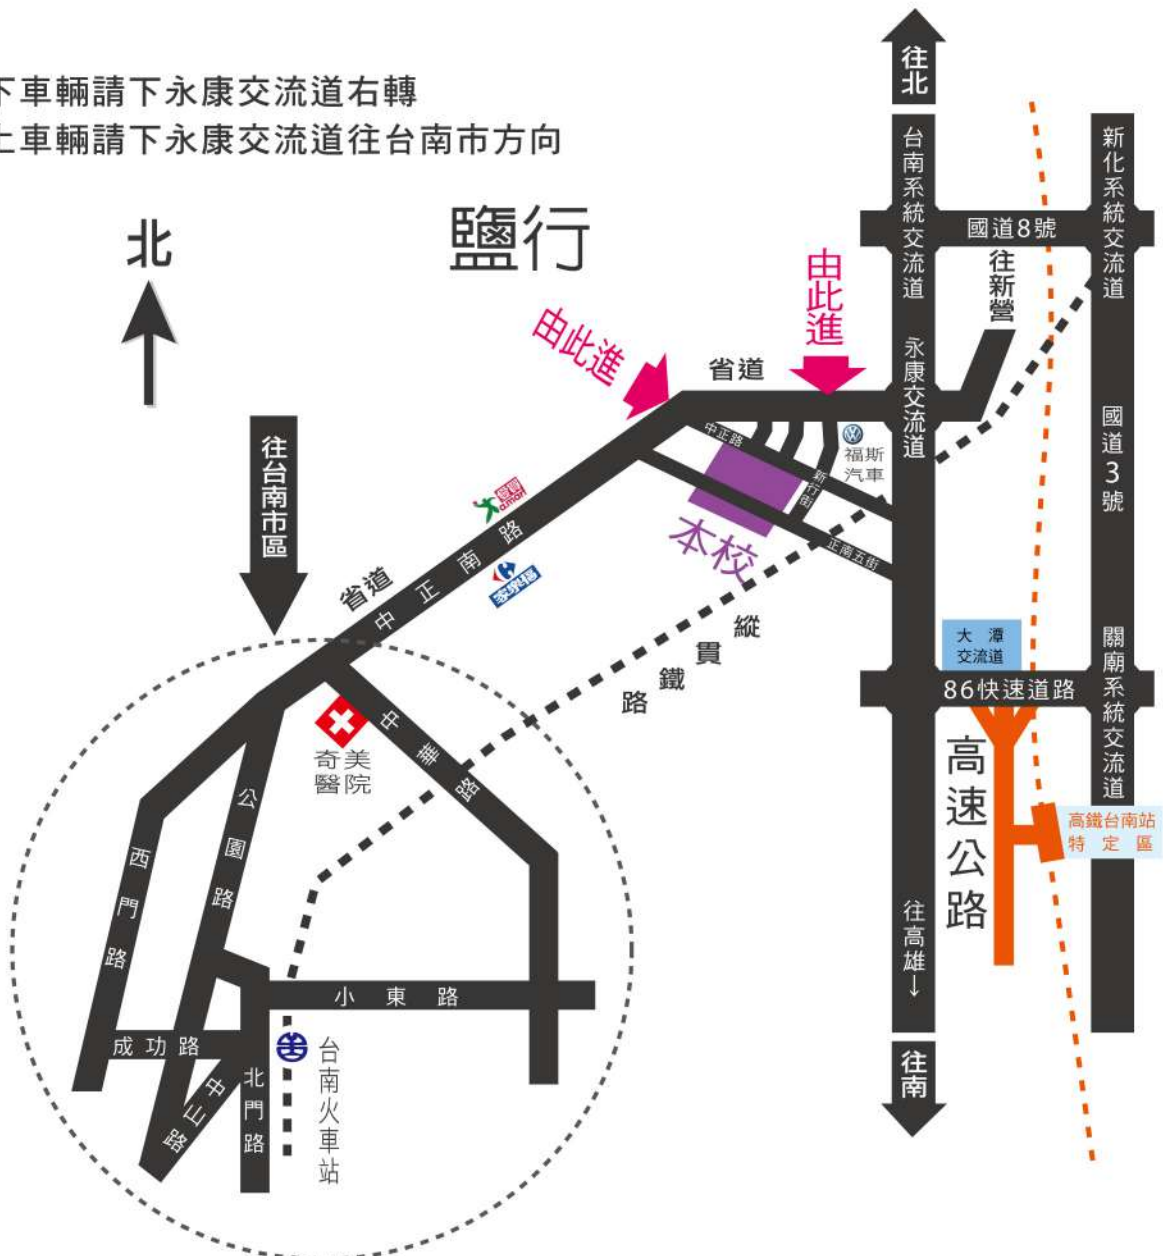 下車輛請下永康交流道右轉
上車輛請下永康交流道往台南市方向
往北
北
鹽行
台南系統交流道
新化系統交流道
國道8號
往新營
由此進
由此進
省道
永康交流道
國道3號
中正路
福斯
汽車
新行街
往台南市區
愛買
a.mart
本校
正南五街
家樂福
省道
中正南路
縱貫鐵路
大潭
交流道
86快速道路
關廟系統交流道
高速公路
高鐵台南站
特定區
奇美
醫院
中華路
公園路
西門路
往高雄↓
小東路
成功路
台南火車站
中山路
北門路
往南